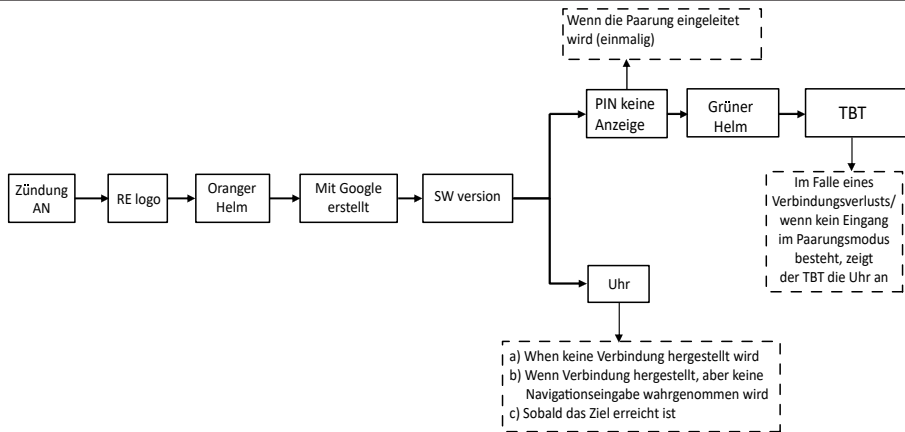 Wenn die Paarung eingeleitet
wird (einmalig)
PIN keine
Anzeige
Grüner
Helm
TBT
Zündung
AN
RE logo
Oranger
Helm
Mit Google
erstellt
SW version
Im Falle eines
Verbindungsverlusts/
wenn kein Eingang
im Paarungsmodus
besteht, zeigt
der TBT die Uhr an
Uhr
a) When keine Verbindung hergestellt wird
b) Wenn Verbindung hergestellt, aber keine
Navigationseingabe wahrgenommen wird
c) Sobald das Ziel erreicht ist